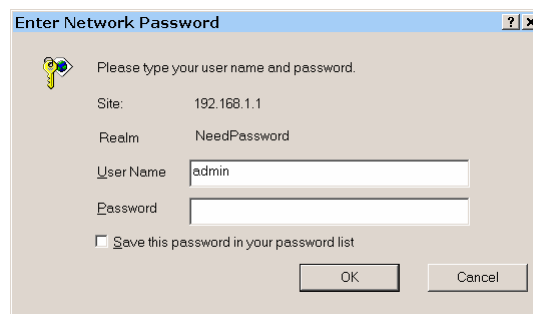 Enter Network Password ? x
Please type your user name and password.
Site: 192.168.1.1
Realm NeedPassword
User Name admin
Password
Save this password in your password list
OK Cancel